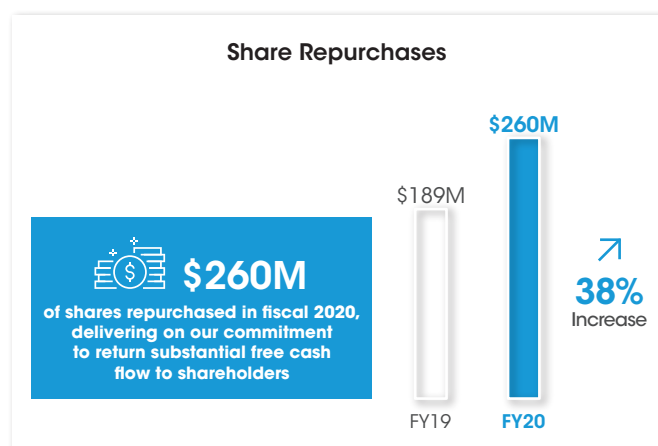 Share Repurchases
$260M
of shares repurchased in fiscal 2020,
delivering on our commitment
to return substantial free cash
flow to shareholders
$189M
FY19
$260M
FY20
38%
Increase